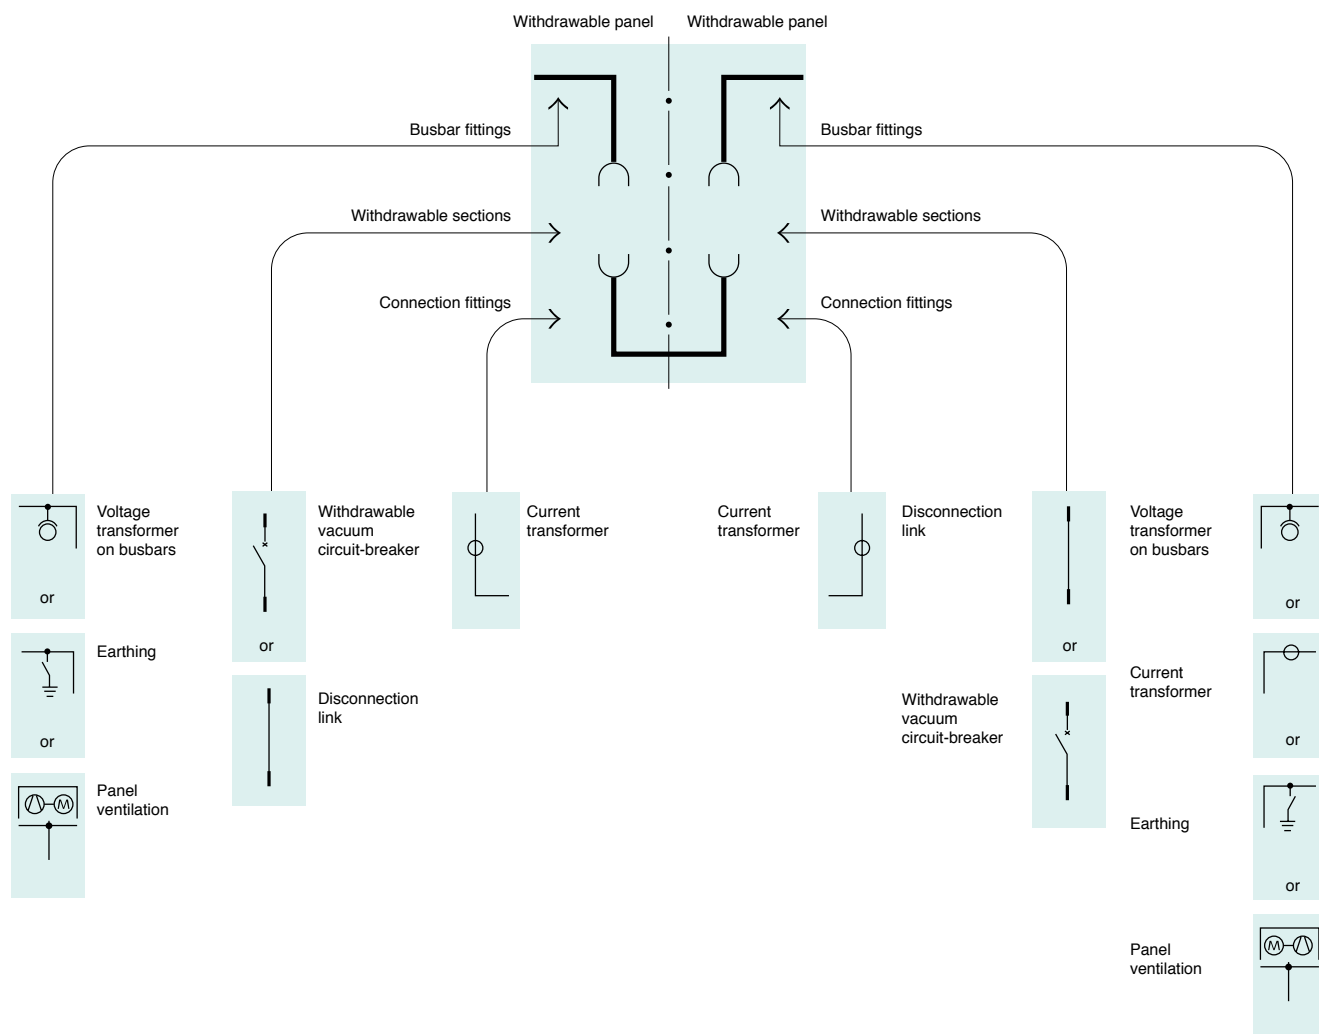 Withdrawable panel
Withdrawable panel
Busbar fittings
Busbar fittings
Withdrawable sections
Withdrawable sections
Connection fittings
Connection fittings
Voltage
transformer
on busbars
or
Earthing
or
Panel
ventilation
M
Withdrawable
vacuum
circuit-breaker
or
Disconnection
link
Current
transformer
Current
transformer
Disconnection
link
or
Withdrawable
vacuum
circuit-breaker
Voltage
transformer
on busbars
or
Current
transformer
or
Earthing
or
Panel
ventilation
M